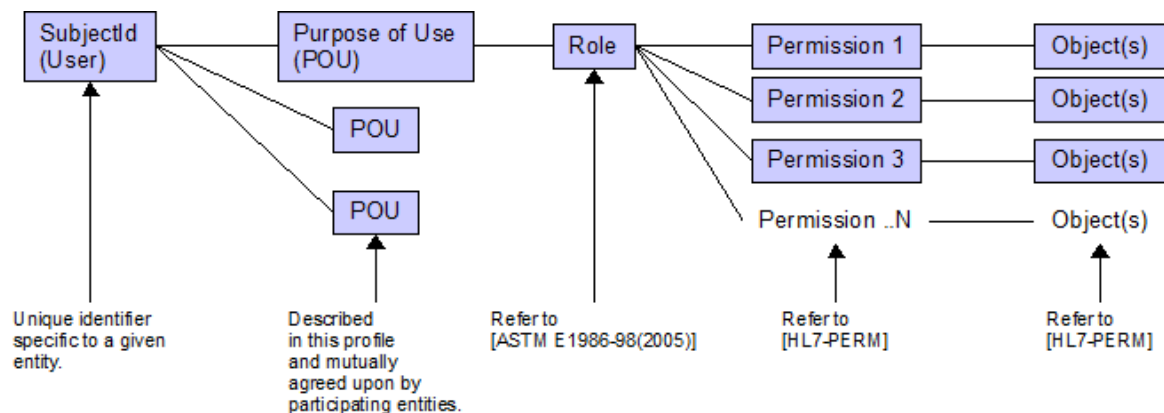 SubjectId
(User)
Purpose of Use
(POU)
Role
Permission 1
Object(s)
Permission 2
Object(s)
POU
Permission 3
Object(s)
POU
Permission ..N
Object(s)
Unique identifier
specific to a given
entity.
Described
in this profile
and mutually
agreed upon by
participating entities.
Refer to
[ASTM E1986-98(2005)]
Refer to
[HL7-PERM]
Refer to
[HL7-PERM]